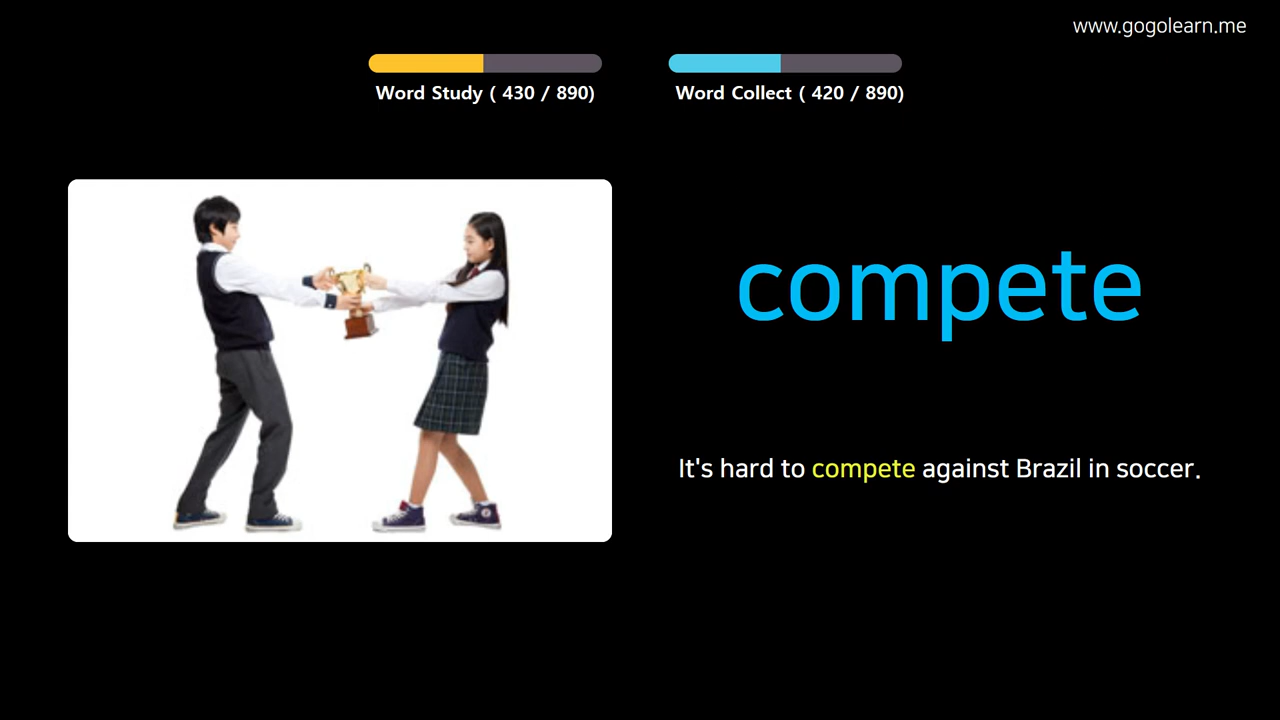 www.gogolearn.me
Word Study ( 430 / 890)
Word Collect ( 420 / 890)
compete
It's hard to compete against Brazil in soccer.